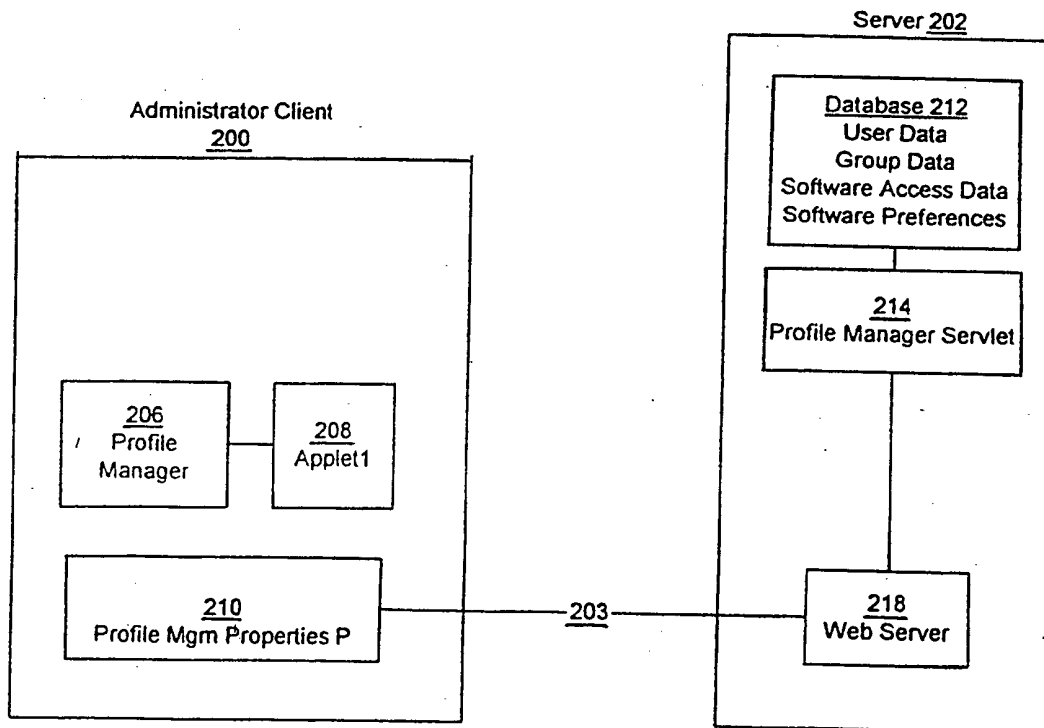 Server 202
Database 212
User Data
Group Data
Software Access Data
Software Preferences
214
Profile Manager Servlet
Administrator Client
200
206
Profile
Manager
208
Applet1
210
Profile Mgm Properties P
203
218
Web Server